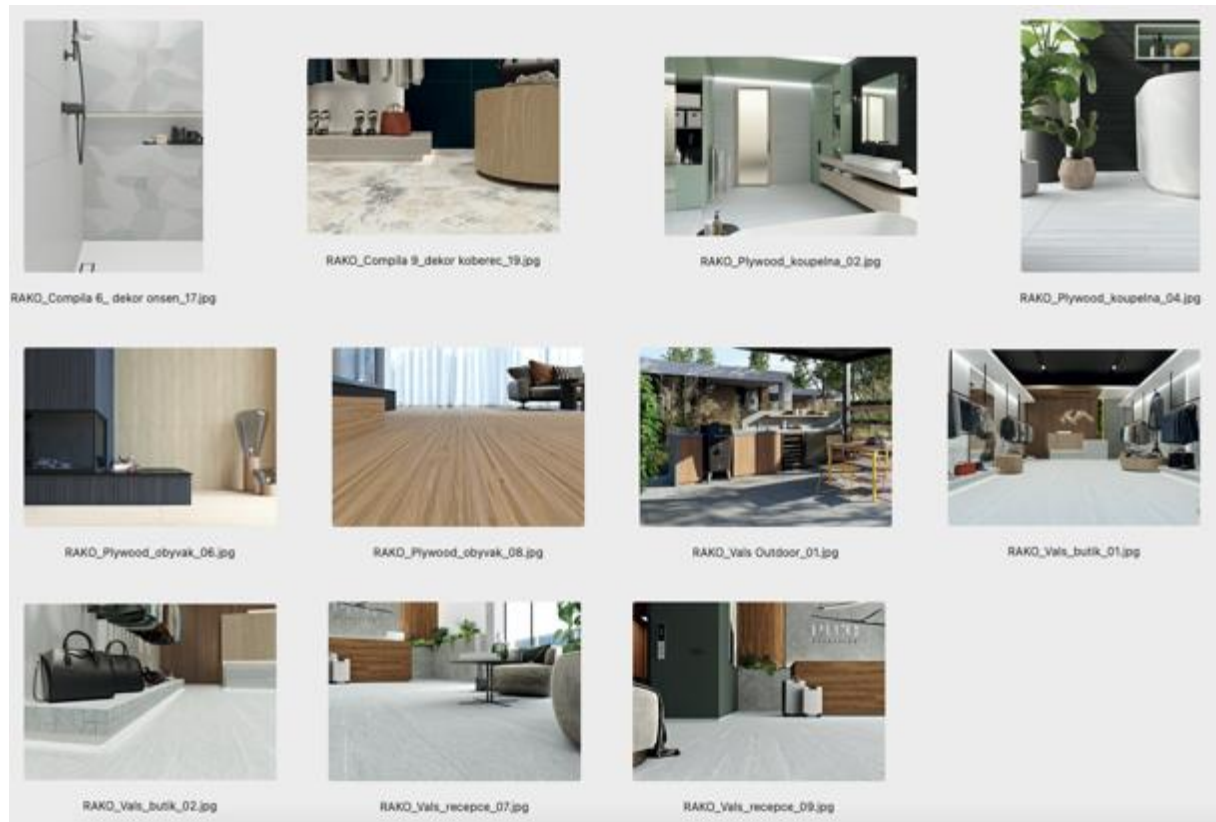 RAKO_Compila 6_ dekor onsen_17.jpg
RAKO_Compila 9_dekor koberec_19.jpg
RAKO_Plywood_koupelna_02.jpg
RAKO_Plywood_koupelna_04.jpg
RAKO_Plywood_obyvak_06.jpg
RAKO_Plywood_obyvak_08.jpg
RAKO_Vals Outdoor_01.jpg
RAKO_Vals_butik_01.jpg
RAKO_Vals_butik_02.jpg
RAKO_Vals_recepce_07.jpg
RAKO_Vals_recepce_09.jpg